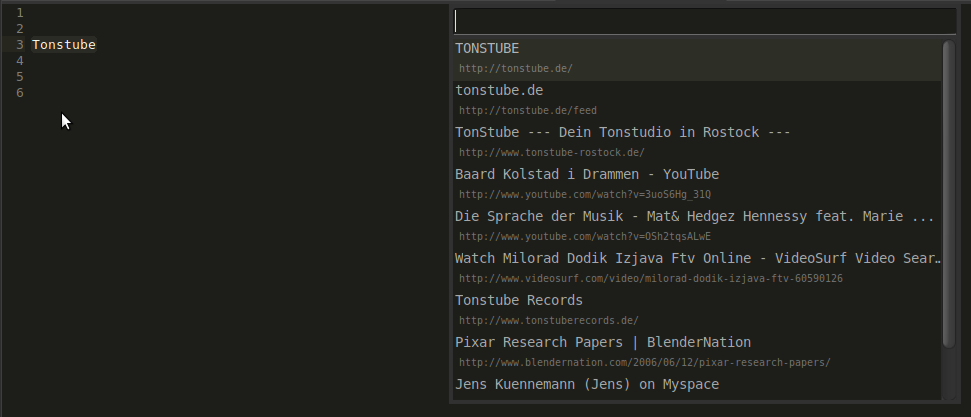 1
2
3 Tonstube
4
5
6
TONSTUBE
http://tonstube.de/
tonstube.de
http://tonstube.de/feed
TonStube --- Dein Tonstudio in Rostock ---
http://www.tonstube-rostock.de/
Baard Kolstad i Drammen - YouTube
http://www.youtube.com/watch?v=3uoS6Hg_31Q
Die Sprache der Musik - Mat& Hedgez Hennessy feat. Marie ...
http://www.youtube.com/watch?v=OSh2tqsALwE
Watch Milorad Dodik Izjava Ftv Online - VideoSurf Video Sear…
http://www.videosurf.com/video/milorad-dodik-izjava-ftv-60590126
Tonstube Records
http://www.tonstuberecords.de/
Pixar Research Papers | BlenderNation
http://www.blendernation.com/2006/06/12/pixar-research-papers/
Jens Kuennemann (Jens) on Myspace